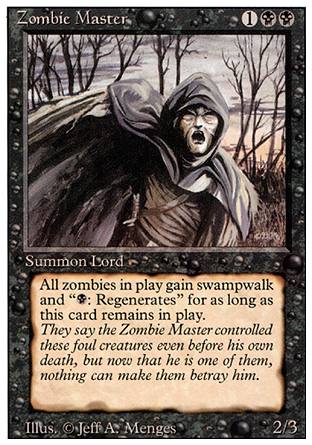 Zombie Master 1
Summon Lord
All zombies in play gain swampwalk
and “ : Regenerates” for as long as
this card remains in play.
They say the Zombie Master controlled
these foul creatures even before his own
death, but now that he is one of them,
nothing can make them betray him.
Illus. © Jeff A. Menges 2/3